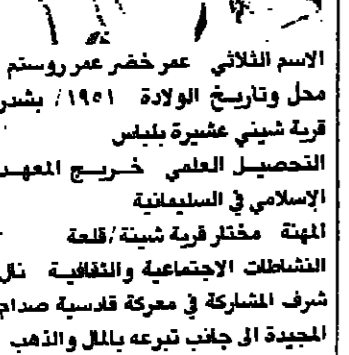 الاسم الثلاثي عمر خضر عمر روستم
محل وتاريخ الولادة ١٩٥١/ بشدر
قرية شيني عشيرة بلباس
التحصيل العلمي خريج المعهد
الإسلامي في السليمانية
المهنة مختار قرية شينة/قلعة
النشاطات الاجتماعية والثقافية نال
شرف المشاركة في معركة قادسية صدام
المجيدة الى جانب تبرعه بالمال والذهب